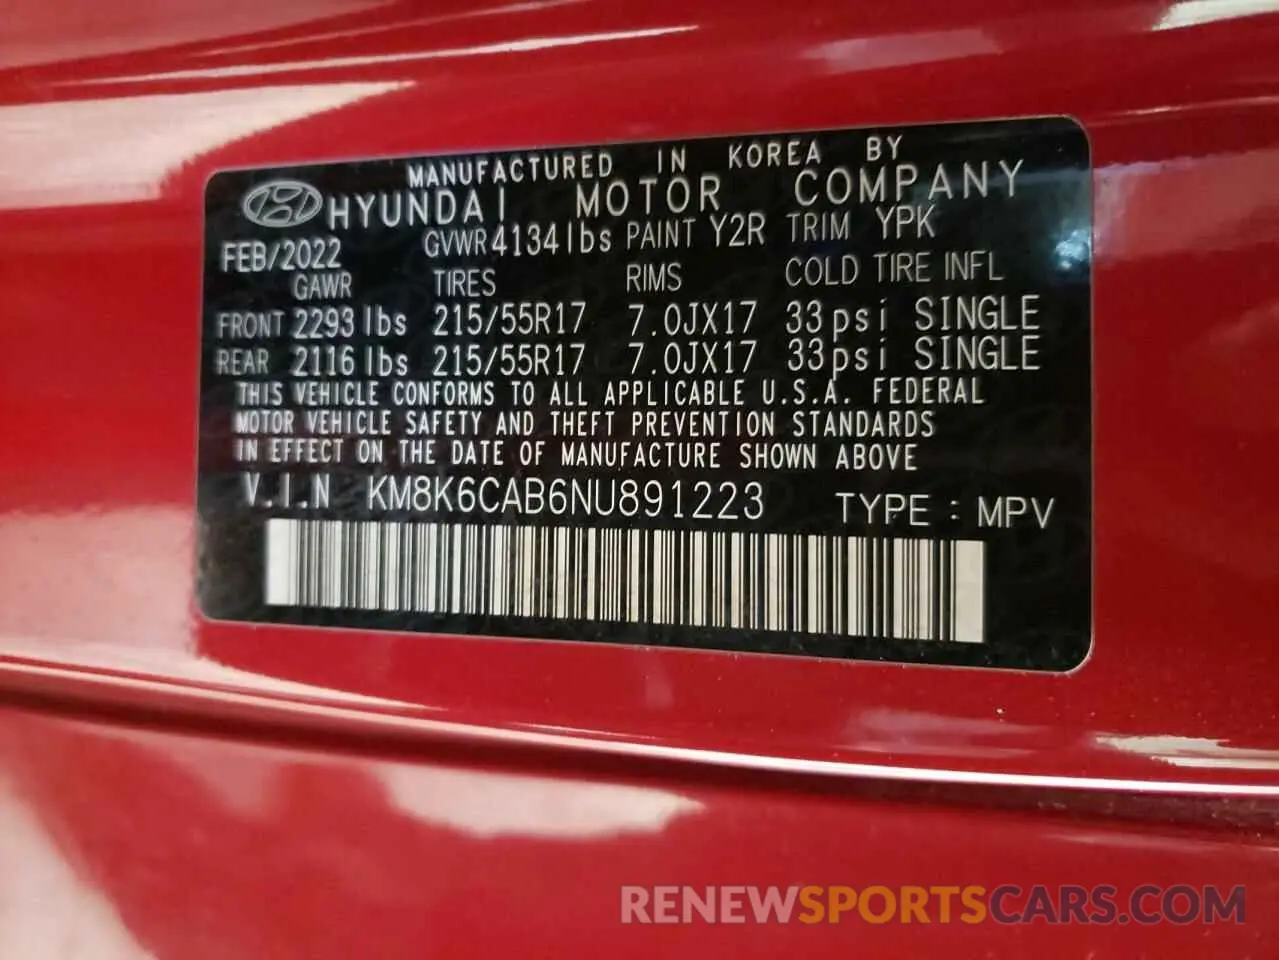 MANUFACTURED IN KOREA BY
HYUNDAI MOTOR COMPANY
FEB/2022 GVWR 4134 lbs PAINT Y2R TRIM YPK
GAWR TIRES RIMS COLD TIRE INFL
FRONT 2293 lbs 215/55R17 7.0JX17 33psi SINGLE
REAR 2116 lbs 215/55R17 7.0JX17 33psi SINGLE
THIS VEHICLE CONFORMS TO ALL APPLICABLE U.S.A. FEDERAL
MOTOR VEHICLE SAFETY AND THEFT PREVENTION STANDARDS
IN EFFECT ON THE DATE OF MANUFACTURE SHOWN ABOVE
V.I.N KM8K6CAB6NU891223 TYPE : MPV
RENEWSPORTSCARS.COM